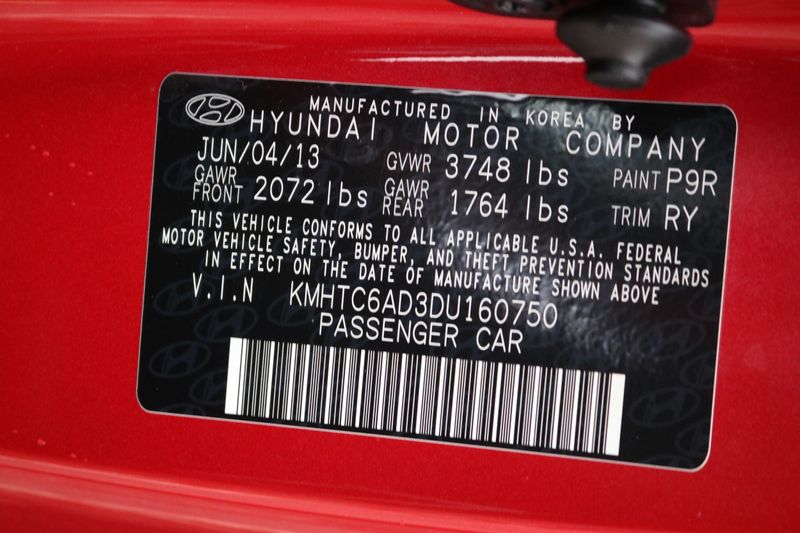 MANUFACTURED IN KOREA BY
HYUNDAI MOTOR COMPANY
JUN/04/13 GVWR 3748 lbs PAINT P9R
GAWR FRONT 2072 lbs GAWR REAR 1764 lbs TRIM RY
THIS VEHICLE CONFORMS TO ALL APPLICABLE U.S.A. FEDERAL
MOTOR VEHICLE SAFETY, BUMPER, AND THEFT PREVENTION STANDARDS
IN EFFECT ON THE DATE OF MANUFACTURE SHOWN ABOVE
V.I.N KMHTC6AD3DU160750
PASSENGER CAR